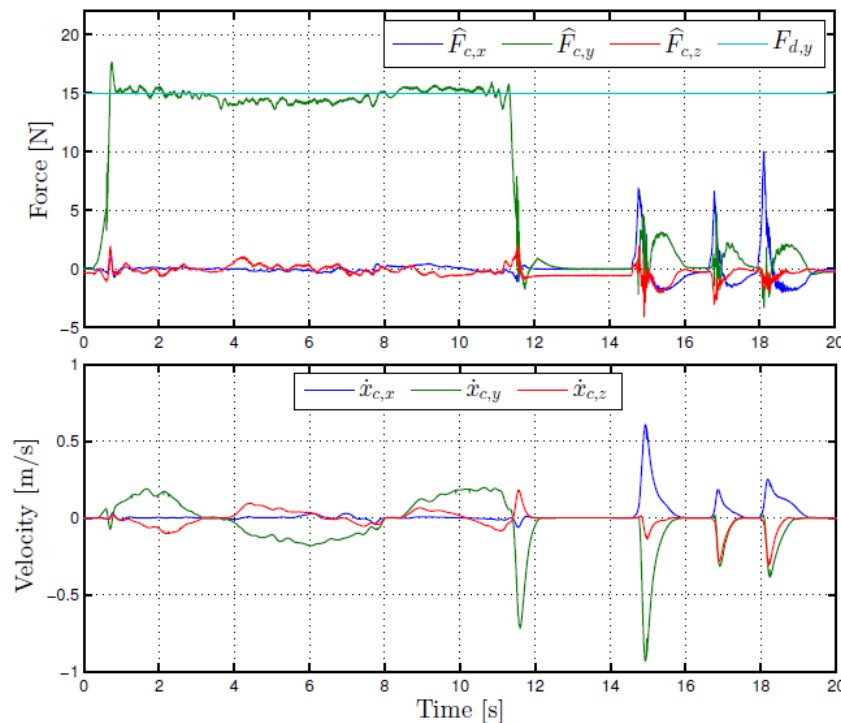 F̂c,x F̂c,y F̂c,z Fd,y
20
15
10
5
0
−5
Force [N]
0 2 4 6 8 10 12 14 16 18 20
ẋc,x ẋc,y ẋc,z
1
0.5
0
−0.5
−1
Velocity [m/s]
0 2 4 6 8 10 12 14 16 18 20
Time [s]